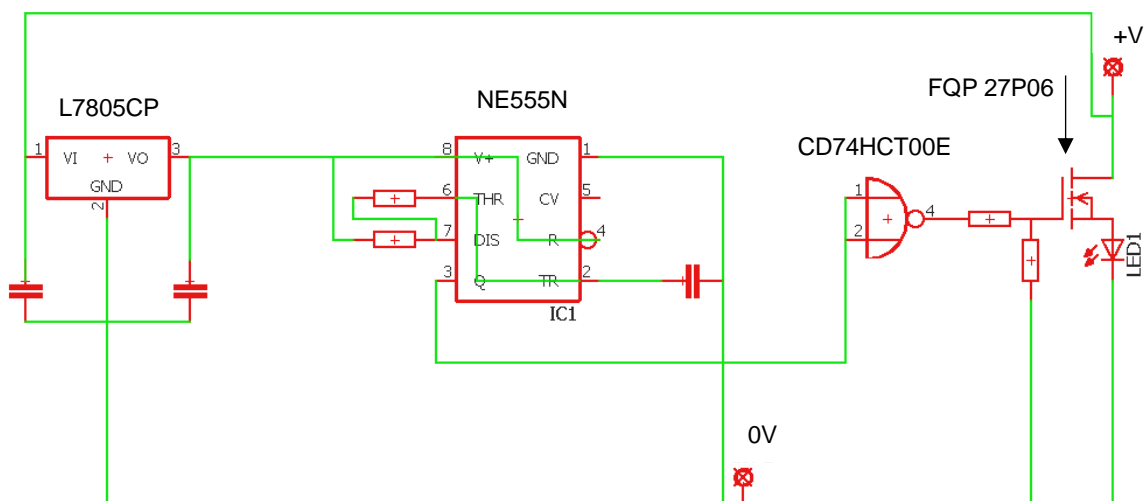 +V
FQP 27P06
L7805CP
NE555N
CD74HCT00E
1 VI + VO 3
GND
2
8 V+ GND 1
6 THR CV 5
7 DIS R 4
3 Q TR 2
IC1
1
2
+ 4
+
+
+
+
LED1
0V